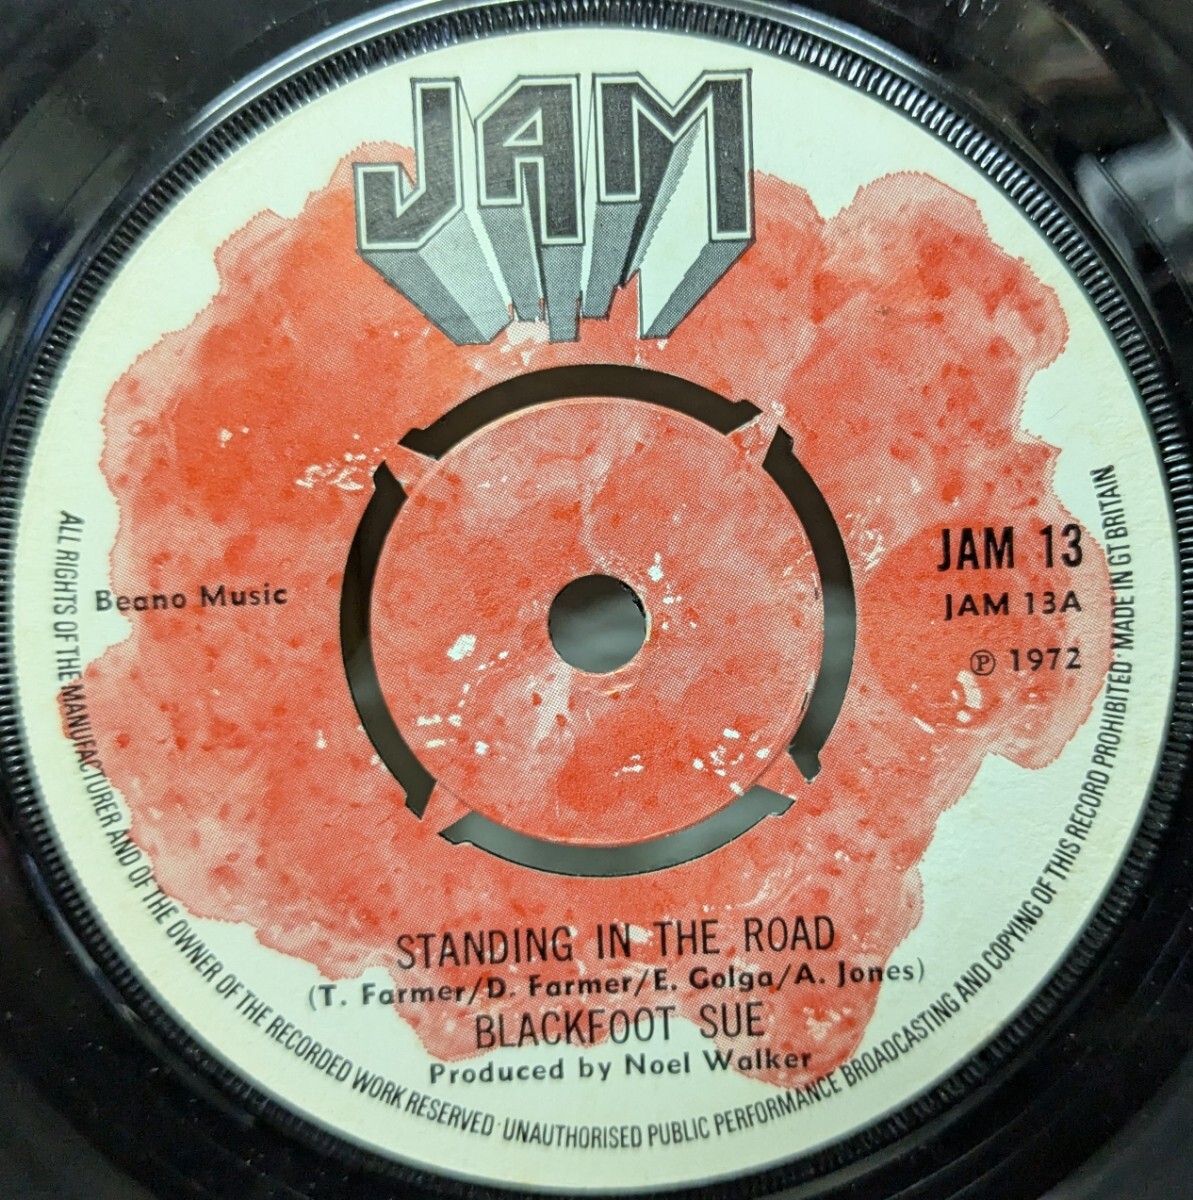 JAM
Beano Music
JAM 13
JAM 13A
℗ 1972
STANDING IN THE ROAD
(T. Farmer/D. Farmer/E. Golga/A. Jones)
BLACKFOOT SUE
Produced by Noel Walker
ALL RIGHTS OF THE MANUFACTURER AND OF THE OWNER OF THE RECORDED WORK RESERVED · UNAUTHORISED PUBLIC PERFORMANCE BROADCASTING AND COPYING OF THIS RECORD PROHIBITED · MADE IN GT BRITAIN